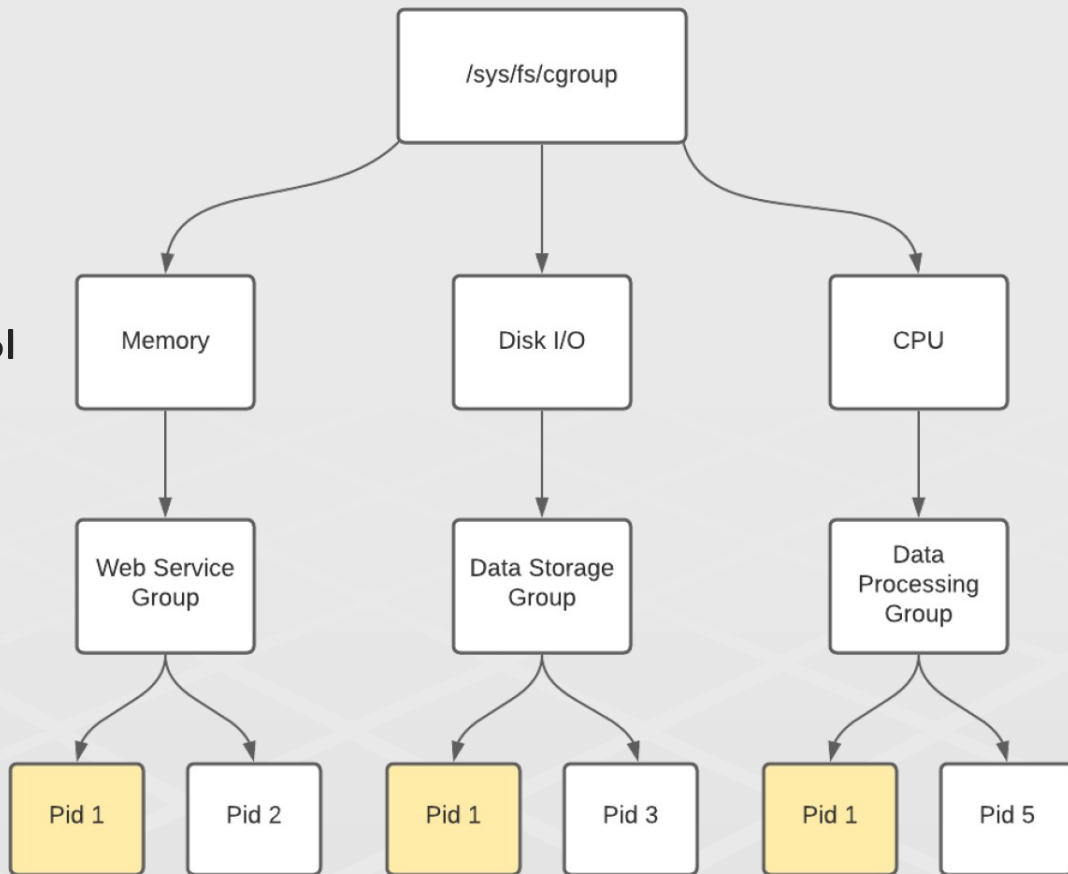 /sys/fs/cgroup
ы
Memory
Disk I/O
CPU
Web Service
Group
Data Storage
Group
Data
Processing
Group
Pid 1
Pid 2
Pid 1
Pid 3
Pid 1
Pid 5